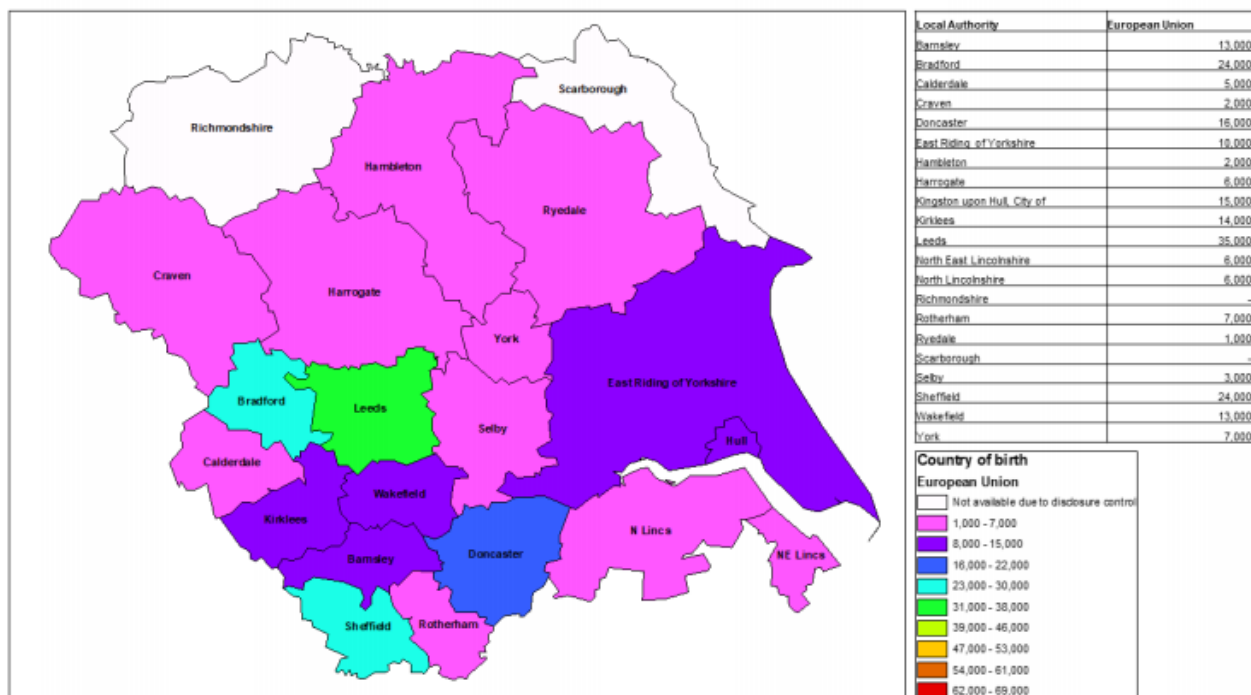 Richmondshire
Scarborough
Hambleton
Ryedale
Craven
Harrogate
York
East Riding of Yorkshire
Bradford
Leeds
Selby
Hull
Calderdale
Wakefield
Kirklees
N Lincs
Barnsley
Doncaster
NE Lincs
Sheffield
Rotherham
Local Authority European Union
Barnsley 13,000
Bradford 24,000
Calderdale 5,000
Craven 2,000
Doncaster 16,000
East Riding of Yorkshire 10,000
Hambleton 2,000
Harrogate 6,000
Kingston upon Hull, City of 15,000
Kirklees 14,000
Leeds 35,000
North East Lincolnshire 6,000
North Lincolnshire 6,000
Richmondshire -
Rotherham 7,000
Ryedale 1,000
Scarborough -
Selby 3,000
Sheffield 24,000
Wakefield 13,000
York 7,000
Country of birth
European Union
Not available due to disclosure control
1,000 - 7,000
8,000 - 15,000
16,000 - 22,000
23,000 - 30,000
31,000 - 38,000
39,000 - 46,000
47,000 - 53,000
54,000 - 61,000
62,000 - 69,000